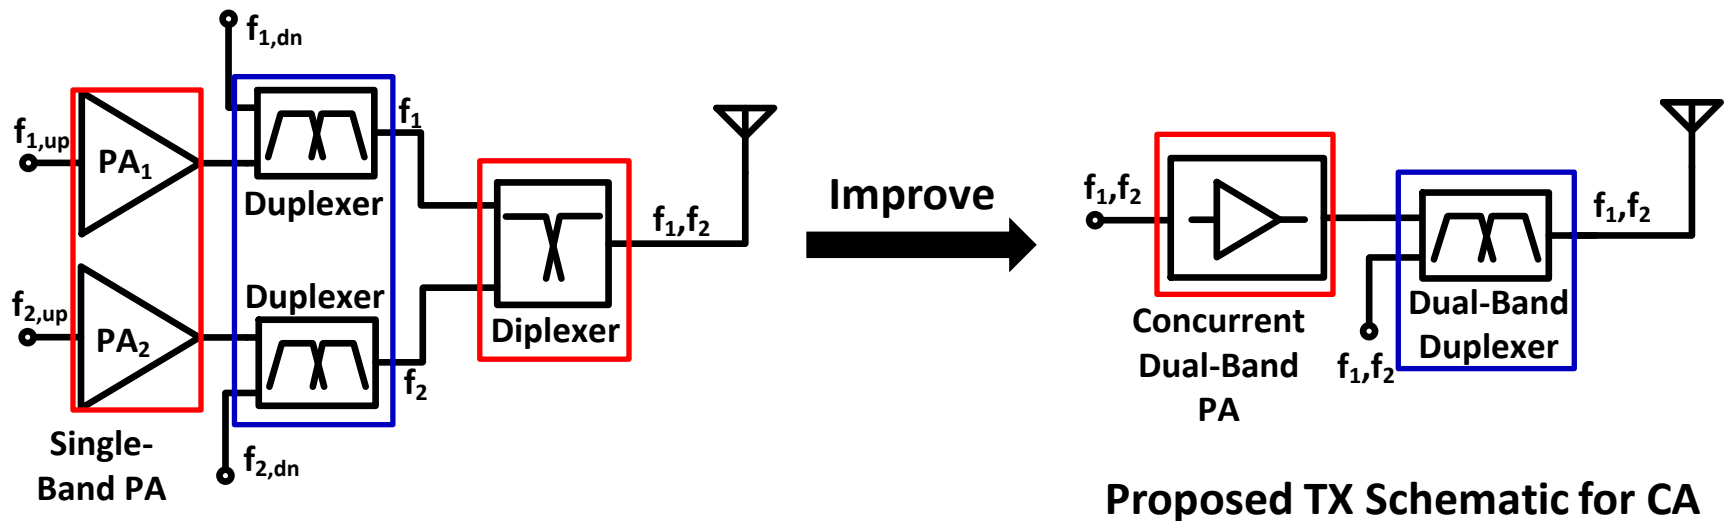 f1,dn
f1,up
PA1
f1
Duplexer
Duplexer
f2,up
PA2
f2
f2,dn
Single-
Band PA
f1,f2
Diplexer
Improve
f1,f2
Concurrent
Dual-Band
PA
f1,f2
f1,f2
Dual-Band
Duplexer
Proposed TX Schematic for CA